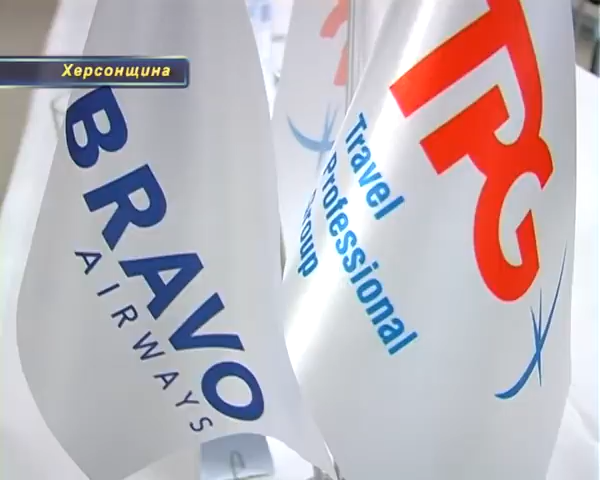 Херсонщина
BRAVO
AIRWAYS
TPG
Travel
Professional
Group